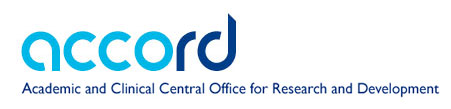 accord
Academic and Clinical Central Office for Research and Development